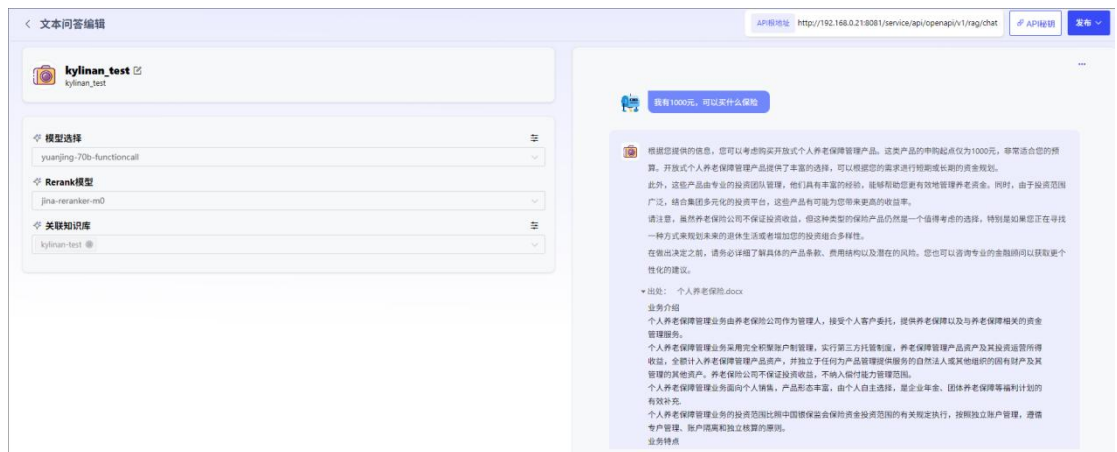 文本问答编辑
API根地址 http://192.168.0.21:8081/service/api/openapi/v1/rag/chat
API秘钥
发布
kylinan_test
kylinan_test
模型选择
yuanjing-70b-functioncall
Rerank模型
jina-reranker-m0
关联知识库
kylinan-test
我有1000元，可以买什么保险
根据您提供的信息，您可以考虑购买开放式个人养老保障管理产品。这类产品的申购起点仅为1000元，非常适合您的预
算。开放式个人养老保障管理产品提供了丰富的选择，可以根据您的需求进行短期或长期的资金规划。
此外，这些产品由专业的投资团队管理，他们具有丰富的经验，能够帮助您更有效地管理养老资金。同时，由于投资范围
广泛，结合集团多元化的投资平台，这些产品有可能为您带来更高的收益率。
请注意，虽然养老保险公司不保证投资收益，但这种类型的保险产品仍然是一个值得考虑的选择，特别是如果您正在寻找
一种方式来规划未来的退休生活或者增加您的投资组合多样性。
在做出决定之前，请务必详细了解具体的产品条款、费用结构以及潜在的风险。您也可以咨询专业的金融顾问以获取更个
性化的建议。
出处： 个人养老保险.docx
业务介绍
个人养老保障管理业务由养老保险公司作为管理人，接受个人客户委托，提供养老保障以及与养老保障相关的资金
管理服务。
个人养老保障管理业务采用完全积累账户制管理，实行第三方托管制度，养老保障管理产品资产及其投资运营所得
收益，全额计入养老保障管理产品资产，并独立于任何为产品管理提供服务的自然法人或其他组织的固有财产及其
管理的其他资产。养老保险公司不保证投资收益，不纳入偿付能力管理范围。
个人养老保障管理业务面向个人销售，产品形态丰富，由个人自主选择，是企业年金、团体养老保障等福利计划的
有效补充.
个人养老保障管理业务的投资范围比照中国银保监会保险资金投资范围的有关规定执行，按照独立账户管理，遵循
专户管理、账户隔离和独立核算的原则。
业务特点